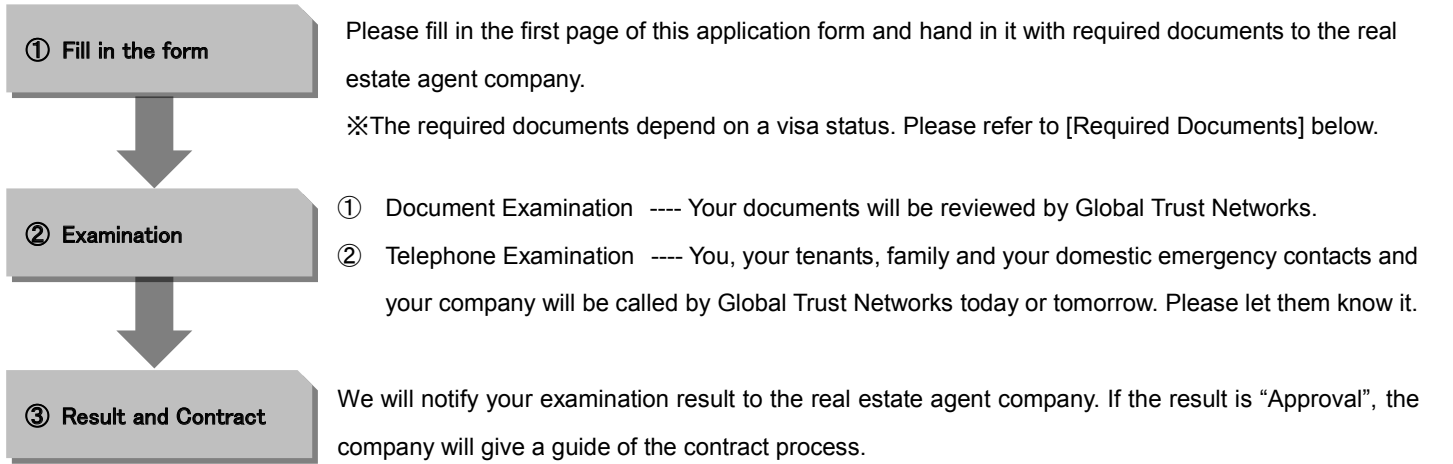 ① Fill in the form
Please fill in the first page of this application form and hand in it with required documents to the real
estate agent company.
※The required documents depend on a visa status. Please refer to [Required Documents] below.
② Examination
① Document Examination ---- Your documents will be reviewed by Global Trust Networks.
② Telephone Examination ---- You, your tenants, family and your domestic emergency contacts and
your company will be called by Global Trust Networks today or tomorrow. Please let them know it.
③ Result and Contract
We will notify your examination result to the real estate agent company. If the result is “Approval”, the
company will give a guide of the contract process.